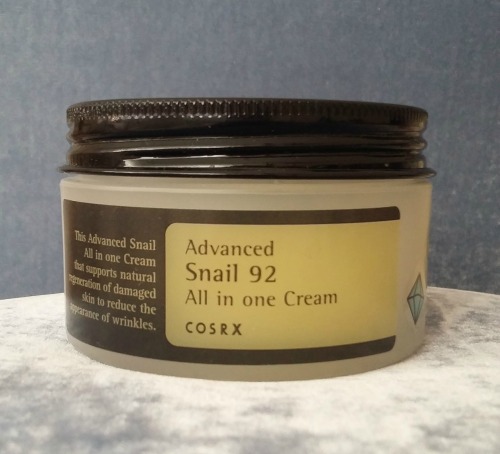 This Advanced Snail
All in one Cream
that supports natural
regeneration of damaged
skin to reduce the
appearance of wrinkles.
Advanced
Snail 92
All in one Cream
COSRX